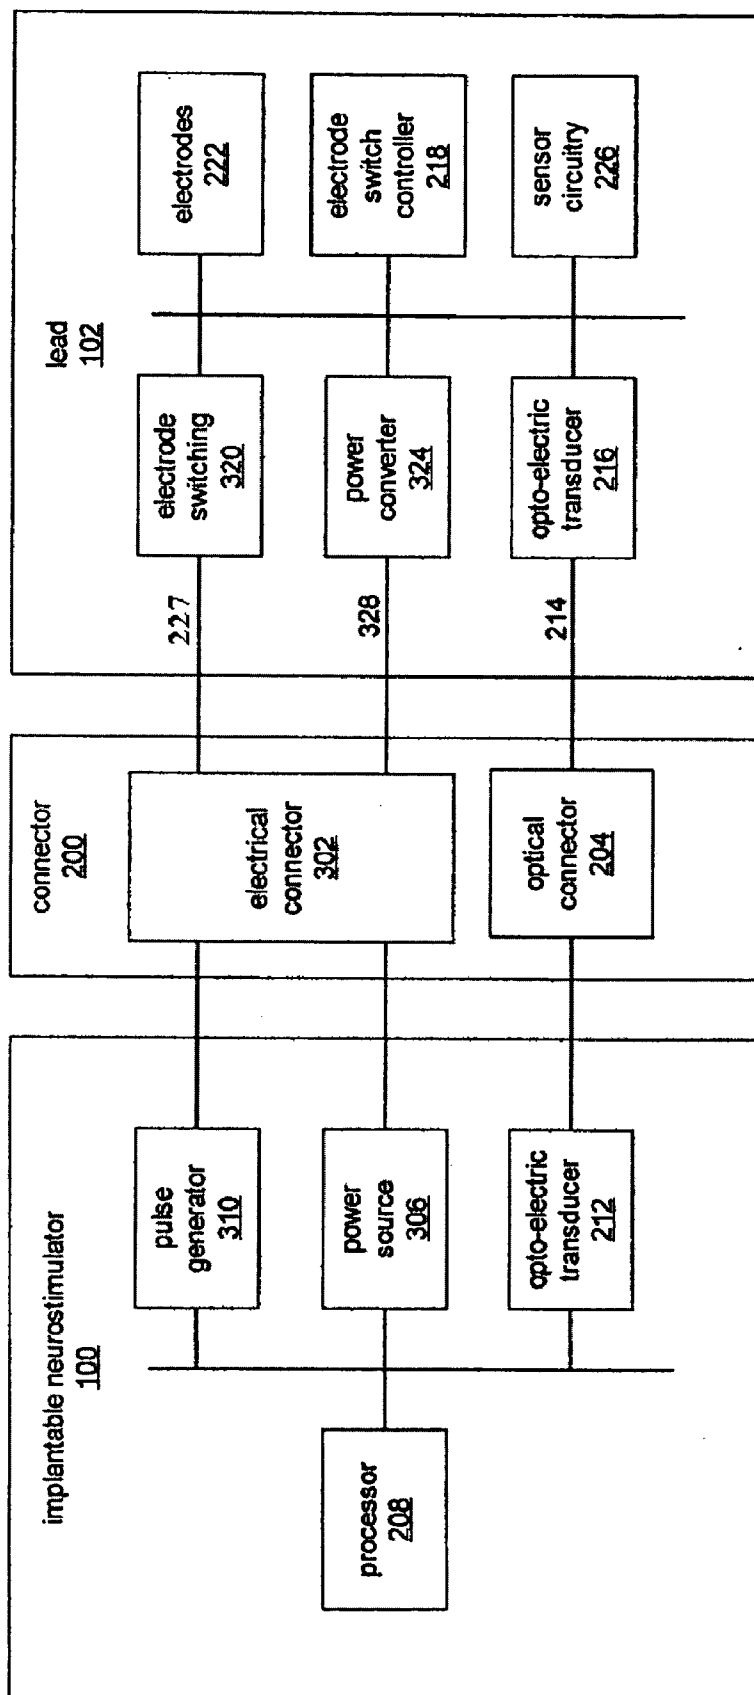 implantable neurostimulator
100
processor
208
pulse
generator
310
power
source
306
opto-electric
transducer
212
connector
200
electrical
connector
302
optical
connector
204
lead
102
227
328
214
electrode
switching
320
power
converter
324
opto-electric
transducer
216
electrodes
222
electrode
switch
controller
218
sensor
circuitry
226